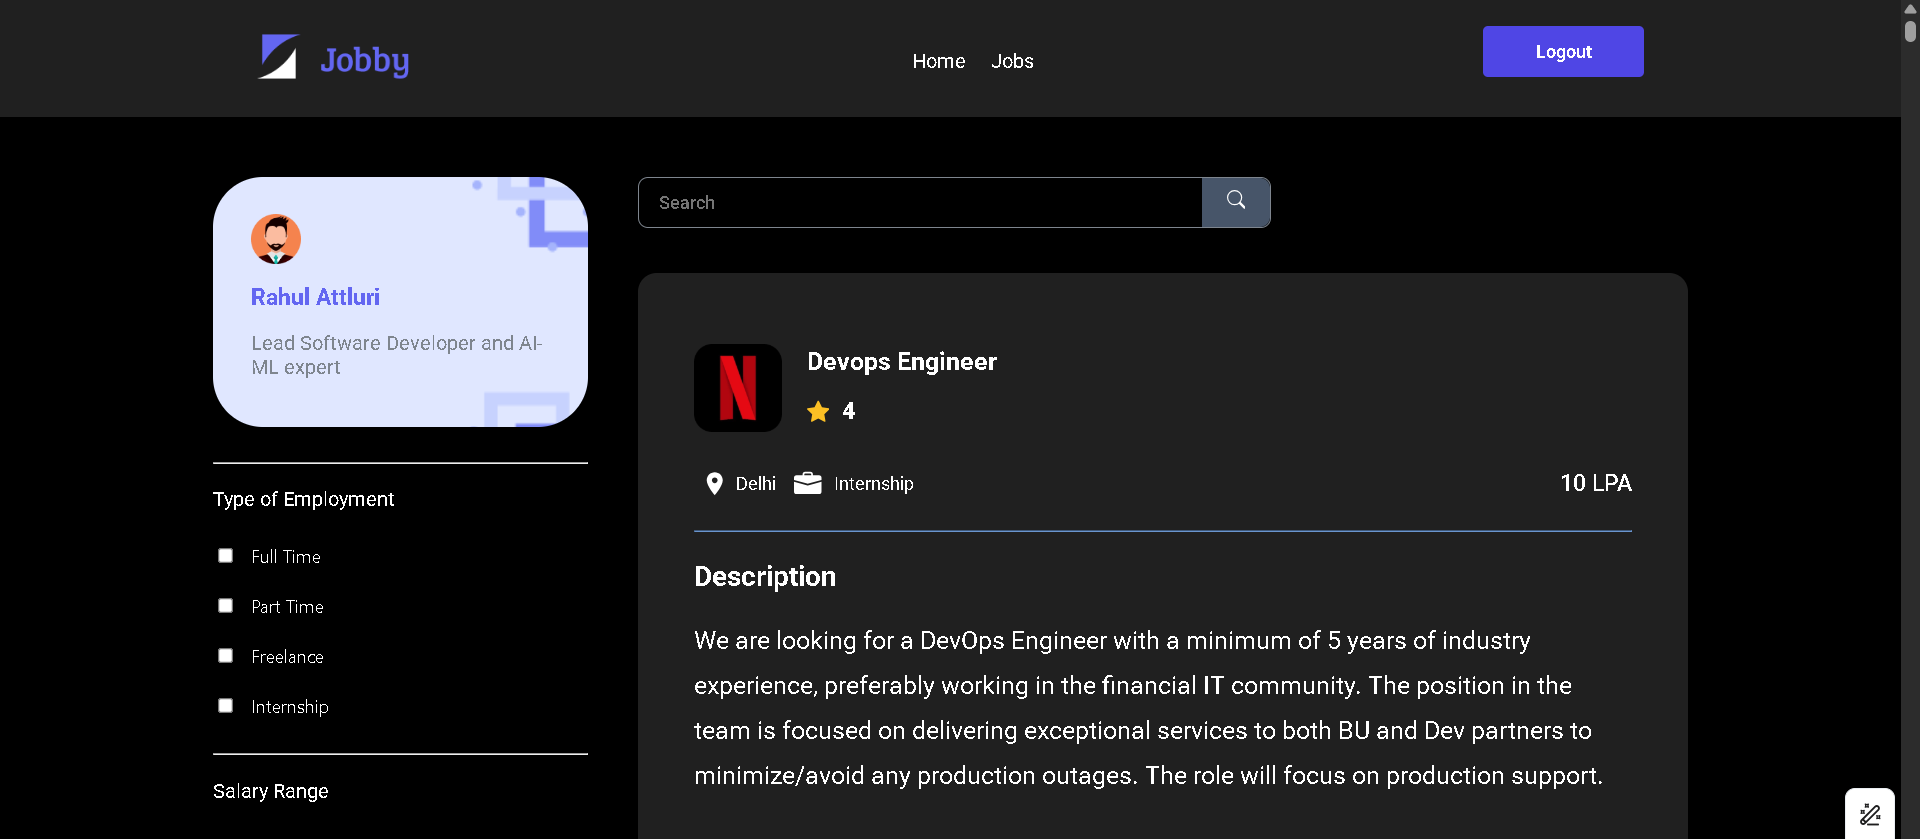 Jobby
Home Jobs
Logout
Rahul Attluri
Lead Software Developer and AI-
ML expert
Type of Employment
Full Time
Part Time
Freelance
Internship
Salary Range
Search
Devops Engineer
4
Delhi Internship 10 LPA
Description
We are looking for a DevOps Engineer with a minimum of 5 years of industry
experience, preferably working in the financial IT community. The position in the
team is focused on delivering exceptional services to both BU and Dev partners to
minimize/avoid any production outages. The role will focus on production support.